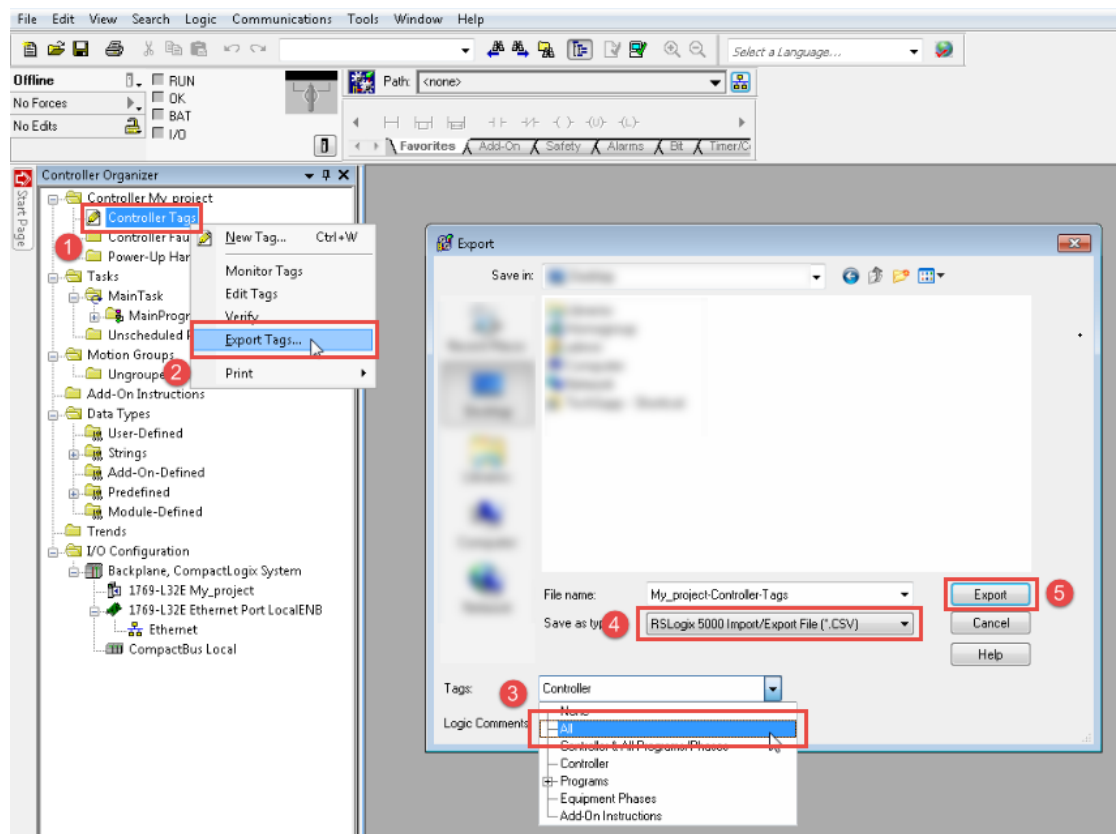 File Edit View Search Logic Communications Tools Window Help
Select a Language...
Offline
RUN
Path: <none>
No Forces
OK
No Edits
BAT
I/O
Favorites Add-On Safety Alarms Bit Timer/C
Start Page
Controller Organizer
Controller My_project
Controller Tags
1
Controller Fau
Power-Up Har
Tasks
MainTask
MainProgr
Unscheduled
Motion Groups
Ungroupe
Add-On Instructions
Data Types
User-Defined
Strings
Add-On-Defined
Predefined
Module-Defined
Trends
I/O Configuration
Backplane, CompactLogix System
1769-L32E My_project
1769-L32E Ethernet Port LocalENB
Ethernet
CompactBus Local
New Tag... Ctrl+W
Monitor Tags
Edit Tags
Verify
Export Tags...
2
Print
Export
Save in:
File name: My_project-Controller-Tags
Export 5
Save as typ 4 RSLogix 5000 Import/Export File (*.CSV)
Cancel
Help
Tags: 3 Controller
Logic Comments
None
All
Controller & All Programs/Phases
Controller
Programs
Equipment Phases
Add-On Instructions